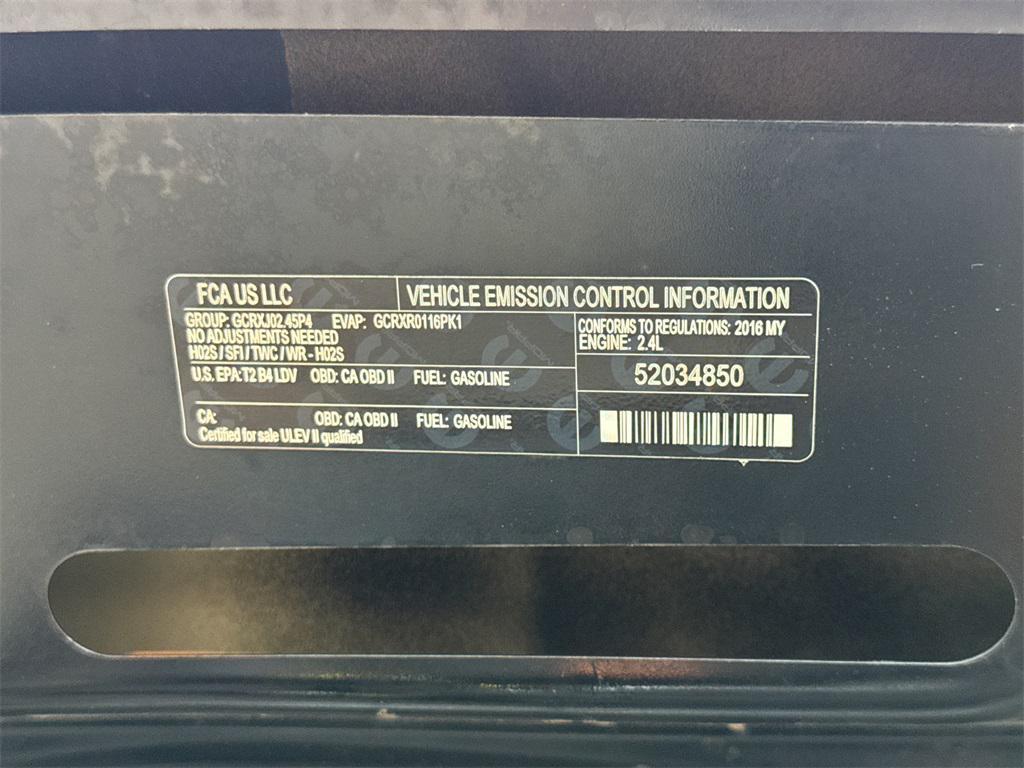 FCA US LLC
VEHICLE EMISSION CONTROL INFORMATION
GROUP: GCRXJ02.45P4 EVAP: GCRXR0116PK1
NO ADJUSTMENTS NEEDED
H02S / SFI / TWC / WR - H02S
U.S. EPA: T2 B4 LDV OBD: CA OBD II FUEL: GASOLINE
CA: OBD: CA OBD II FUEL: GASOLINE
Certified for sale ULEV II qualified
CONFORMS TO REGULATIONS: 2016 MY
ENGINE: 2.4L
52034850